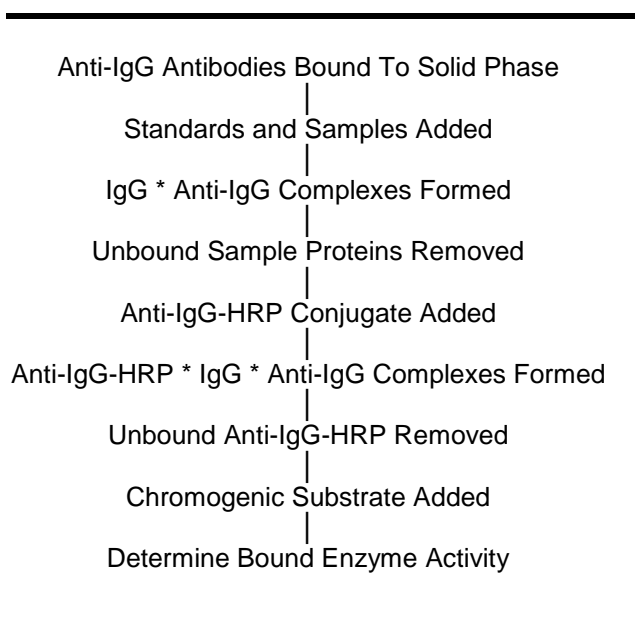 Anti-IgG Antibodies Bound To Solid Phase
Standards and Samples Added
IgG * Anti-IgG Complexes Formed
Unbound Sample Proteins Removed
Anti-IgG-HRP Conjugate Added
Anti-IgG-HRP * IgG * Anti-IgG Complexes Formed
Unbound Anti-IgG-HRP Removed
Chromogenic Substrate Added
Determine Bound Enzyme Activity